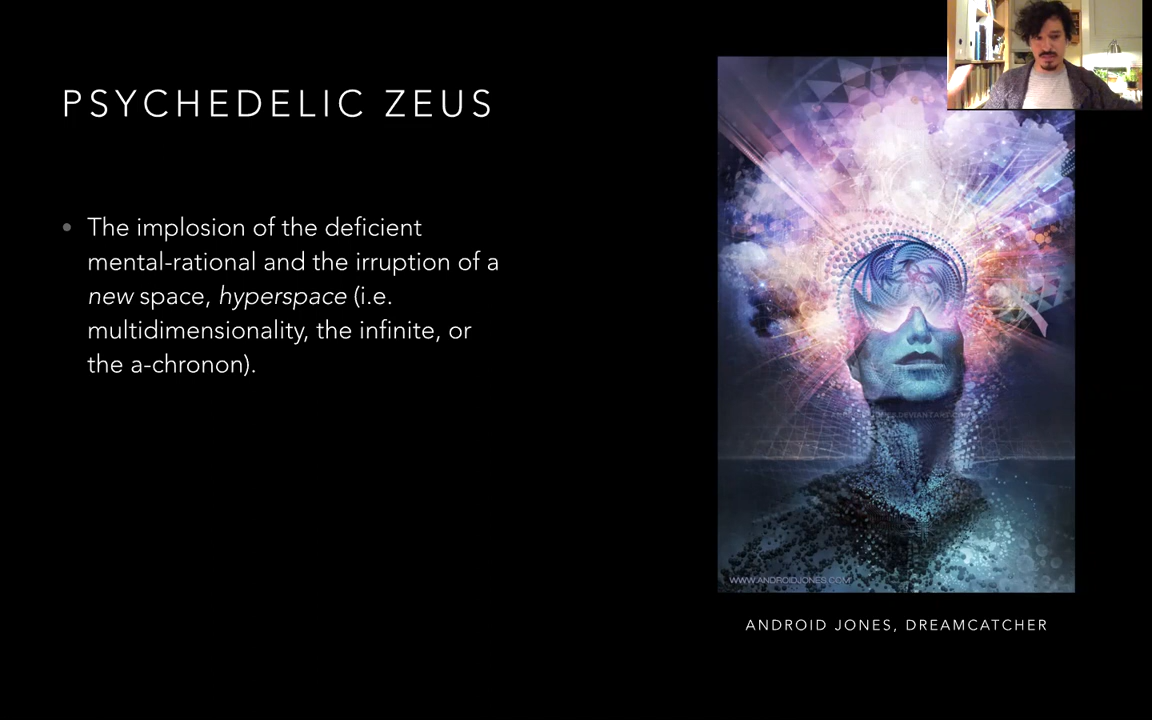 PSYCHEDELIC ZEUS
• The implosion of the deficient
mental-rational and the irruption of a
new space, hyperspace (i.e.
multidimensionality, the infinite, or
the a-chronon).
WWW.ANDROIDJONES.COM
ANDROID JONES, DREAMCATCHER